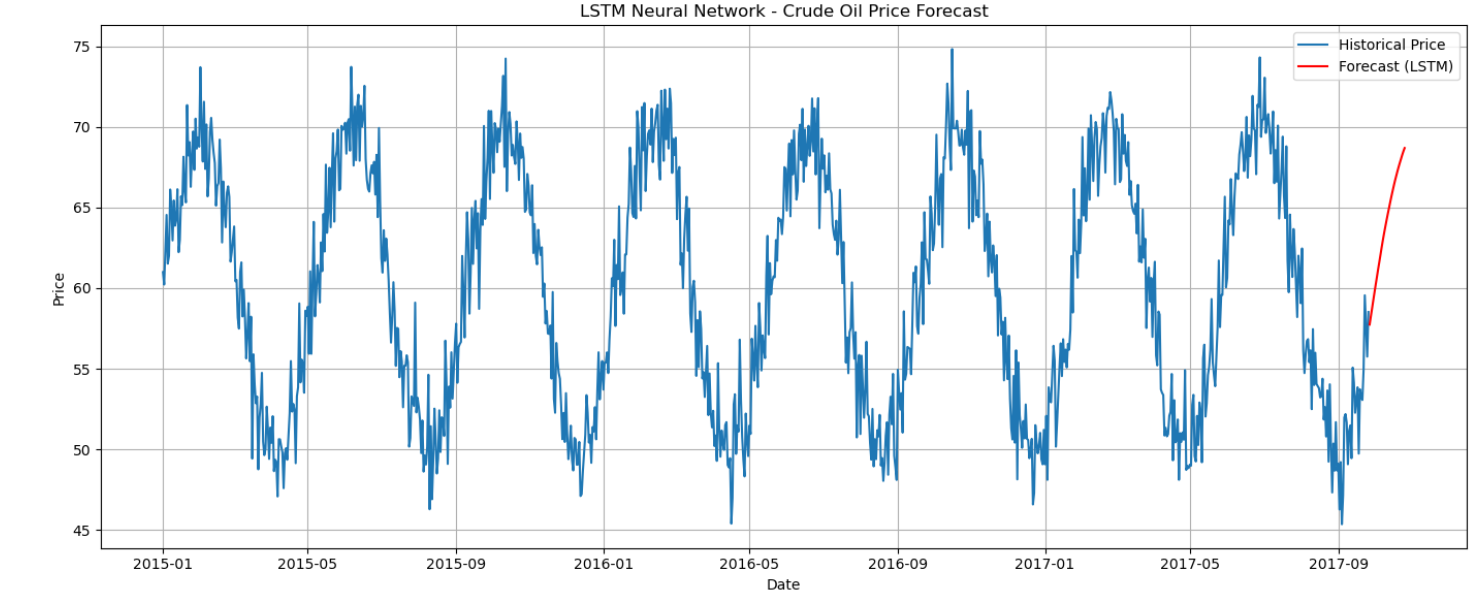 LSTM Neural Network - Crude Oil Price Forecast
Historical Price
Forecast (LSTM)
75
70
65
60
55
50
45
Price
2015-01 2015-05 2015-09 2016-01 2016-05 2016-09 2017-01 2017-05 2017-09
Date